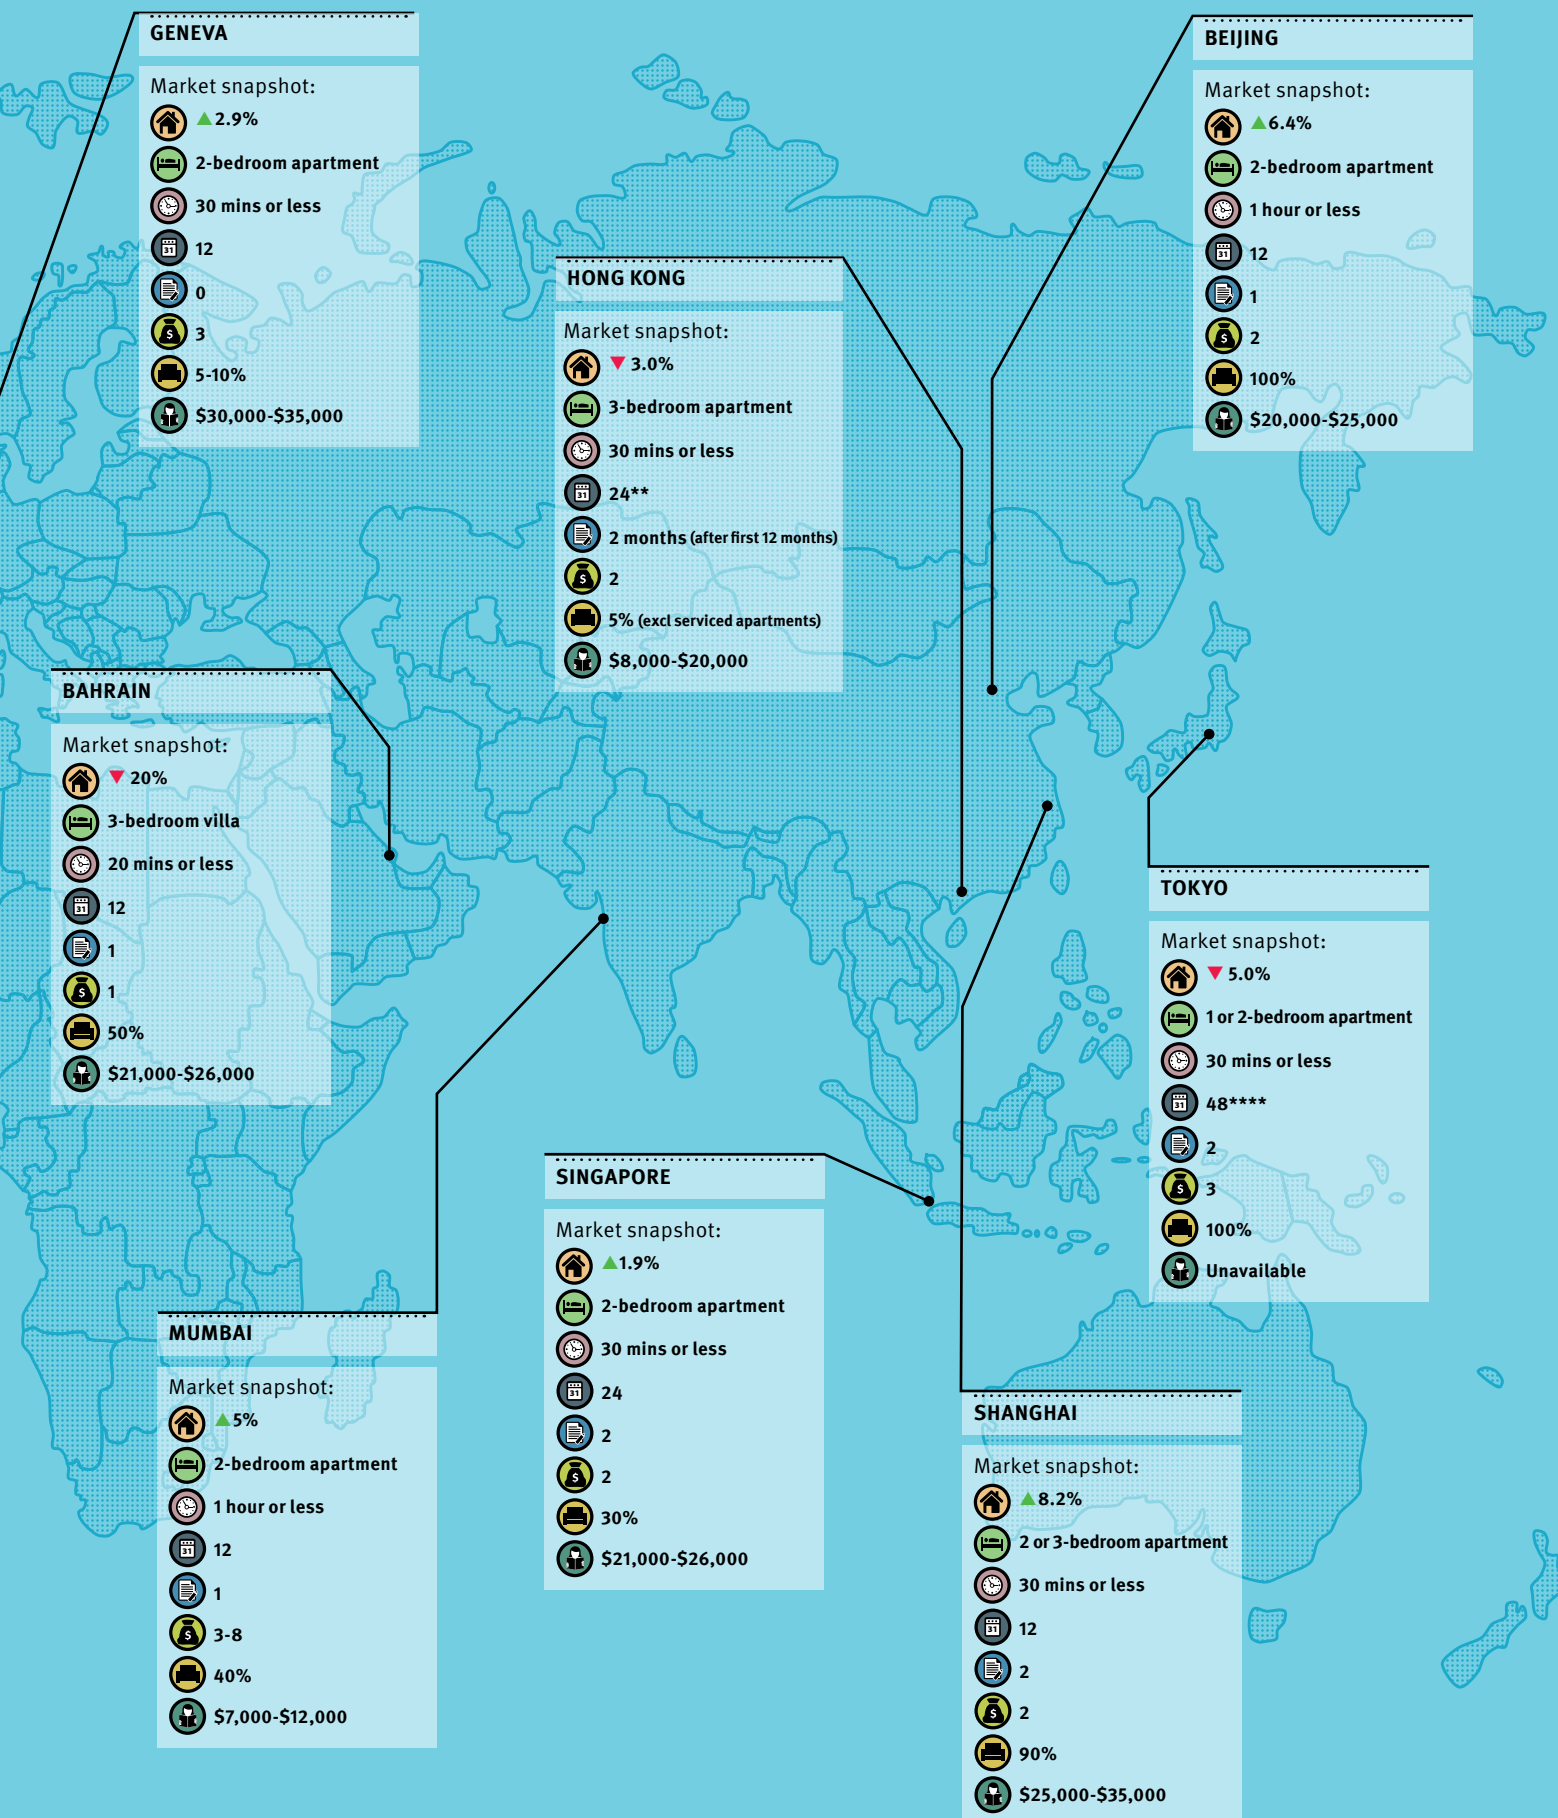 GENEVA
Market snapshot:
▲2.9%
2-bedroom apartment
30 mins or less
12
0
3
5-10%
$30,000-$35,000
BEIJING
Market snapshot:
▲6.4%
2-bedroom apartment
1 hour or less
12
1
2
100%
$20,000-$25,000
HONG KONG
Market snapshot:
▼ 3.0%
3-bedroom apartment
30 mins or less
24**
2 months (after first 12 months)
2
5% (excl serviced apartments)
$8,000-$20,000
BAHRAIN
Market snapshot:
▼ 20%
3-bedroom villa
20 mins or less
12
1
1
50%
$21,000-$26,000
TOKYO
Market snapshot:
▼ 5.0%
1 or 2-bedroom apartment
30 mins or less
48****
2
3
100%
Unavailable
SINGAPORE
Market snapshot:
▲1.9%
2-bedroom apartment
30 mins or less
24
2
2
30%
$21,000-$26,000
MUMBAI
Market snapshot:
▲5%
2-bedroom apartment
1 hour or less
12
1
3-8
40%
$7,000-$12,000
SHANGHAI
Market snapshot:
▲8.2%
2 or 3-bedroom apartment
30 mins or less
12
2
2
90%
$25,000-$35,000